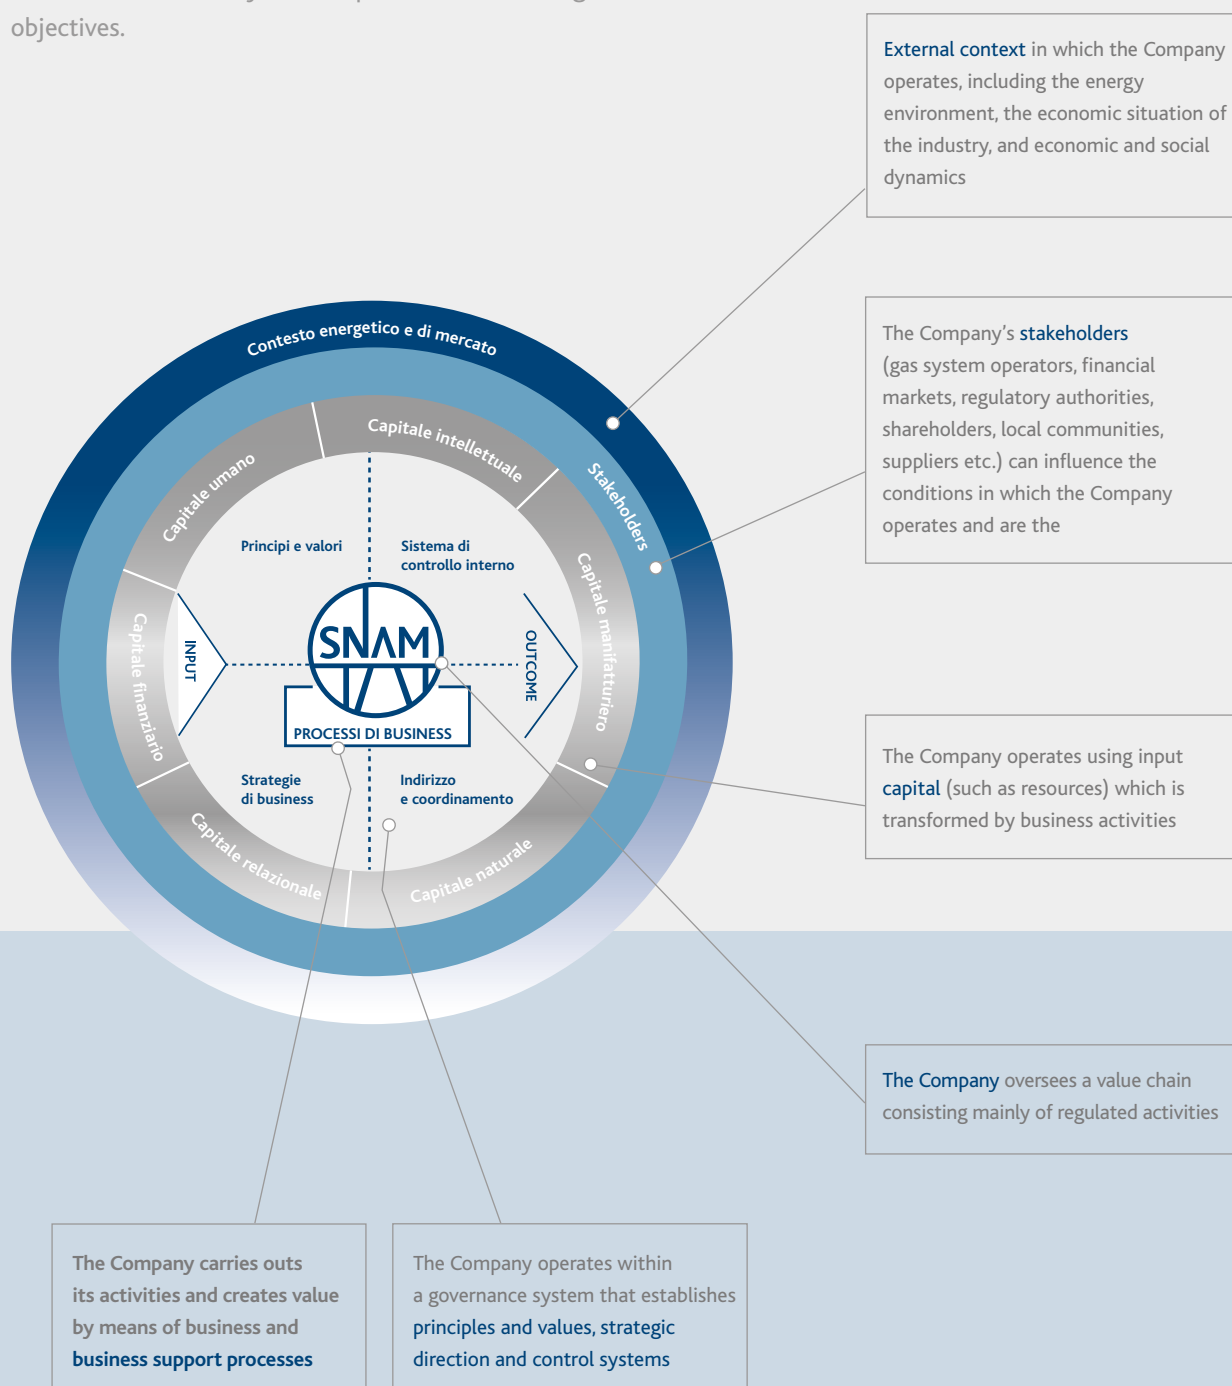 objectives.
External context in which the Company
operates, including the energy
environment, the economic situation of
the industry, and economic and social
dynamics
The Company’s stakeholders
(gas system operators, financial
markets, regulatory authorities,
shareholders, local communities,
suppliers etc.) can influence the
conditions in which the Company
operates and are the
Contesto energetico e di mercato
Stakeholders
Capitale intellettuale
Capitale umano
Capitale manifatturiero
Capitale finanziario
Capitale relazionale
Capitale naturale
Principi e valori
Sistema di
controllo interno
INPUT
SNAM
OUTCOME
PROCESSI DI BUSINESS
Strategie
di business
Indirizzo
e coordinamento
The Company operates using input
capital (such as resources) which is
transformed by business activities
The Company oversees a value chain
consisting mainly of regulated activities
The Company carries outs
its activities and creates value
by means of business and
business support processes
The Company operates within
a governance system that establishes
principles and values, strategic
direction and control systems